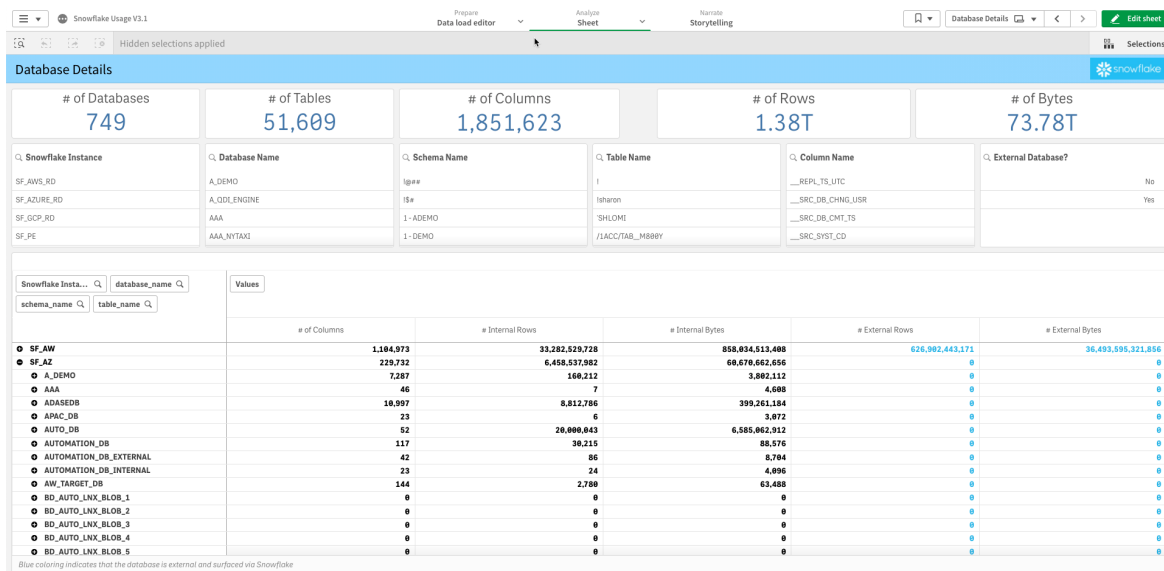 Snowflake Usage V3.1
Prepare
Data load editor
Analyze
Sheet
Narrate
Storytelling
Database Details
Edit sheet
Hidden selections applied
Selections
Database Details
snowflake
# of Databases
749
# of Tables
51,609
# of Columns
1,851,623
# of Rows
1.38T
# of Bytes
73.78T
Snowflake Instance
SF_AWS_RD
SF_AZURE_RD
SF_GCP_RD
SF_PE
Database Name
A_DEMO
A_QDI_ENGINE
AAA
AAA_NYTAXI
Schema Name
!@##
!$#
1-ADEMO
1-DEMO
Table Name
!
!sharon
'SHLOMI
/1ACC/TAB__M800Y
Column Name
__REPL_TS_UTC
__SRC_DB_CHNG_USR
__SRC_DB_CMT_TS
__SRC_SYST_CD
External Database?
No
Yes
Snowflake Insta... database_name
schema_name table_name
Values
# of Columns # Internal Rows # Internal Bytes # External Rows # External Bytes
SF_AW 1,104,973 33,282,529,728 858,034,513,408 626,902,443,171 36,493,595,321,856
SF_AZ 229,732 6,458,537,982 60,670,662,656 0 0
A_DEMO 7,287 160,212 3,802,112 0 0
AAA 46 7 4,608 0 0
ADASEDB 10,997 8,812,786 399,261,184 0 0
APAC_DB 23 6 3,072 0 0
AUTO_DB 52 20,000,043 6,585,062,912 0 0
AUTOMATION_DB 117 30,215 88,576 0 0
AUTOMATION_DB_EXTERNAL 42 86 8,704 0 0
AUTOMATION_DB_INTERNAL 23 24 4,096 0 0
AW_TARGET_DB 144 2,780 63,488 0 0
BD_AUTO_LNX_BLOB_1 0 0 0 0 0
BD_AUTO_LNX_BLOB_2 0 0 0 0 0
BD_AUTO_LNX_BLOB_3 0 0 0 0 0
BD_AUTO_LNX_BLOB_4 0 0 0 0 0
BD_AUTO_LNX_BLOB_5 0 0 0 0 0
Blue coloring indicates that the database is external and surfaced via Snowflake